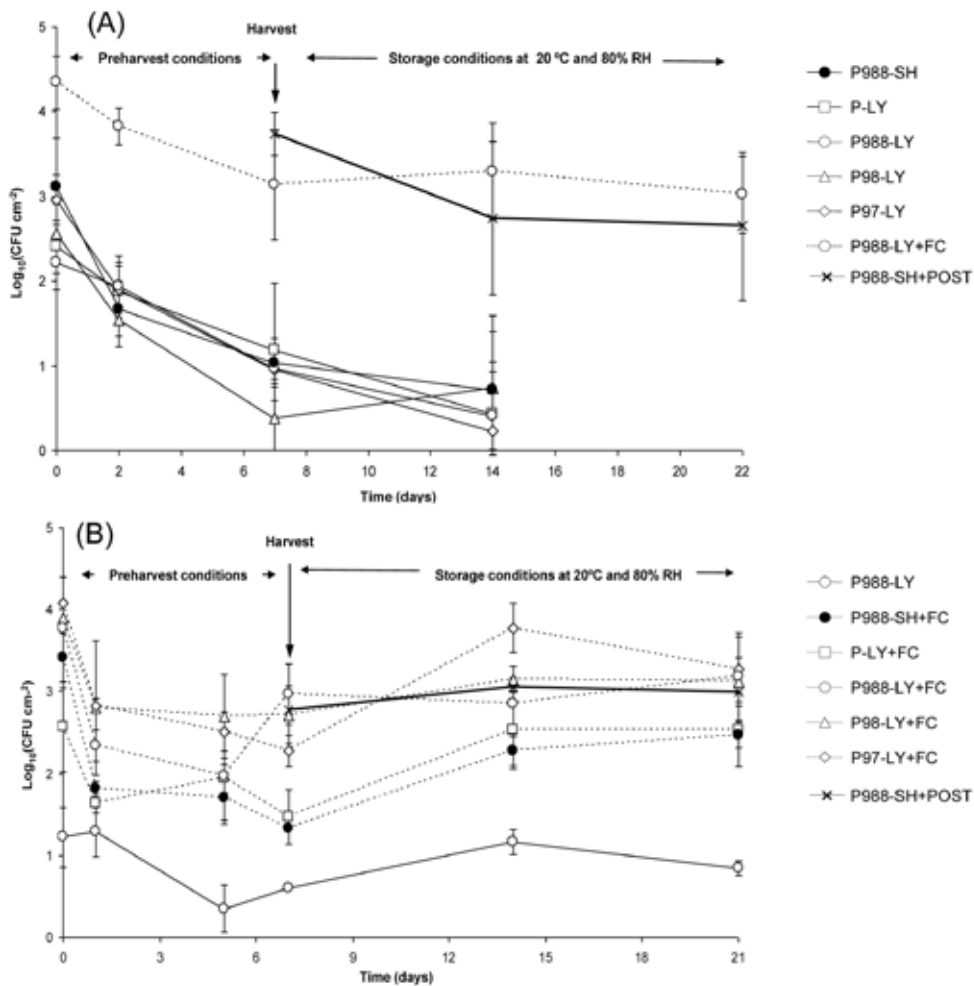 (A)
Harvest
Preharvest conditions
Storage conditions at 20 ºC and 80% RH
Log₁₀(CFU cm⁻²)
5
4
3
2
1
0
0 2 4 6 8 10 12 14 16 18 20 22
Time (days)
P988-SH
P-LY
P988-LY
P98-LY
P97-LY
P988-LY+FC
P988-SH+POST
(B)
Harvest
Preharvest conditions
Storage conditions at 20ºC and 80% RH
Log₁₀(CFU cm⁻²)
5
4
3
2
1
0
0 3 6 9 12 15 18 21
Time (days)
P988-LY
P988-SH+FC
P-LY+FC
P988-LY+FC
P98-LY+FC
P97-LY+FC
P988-SH+POST